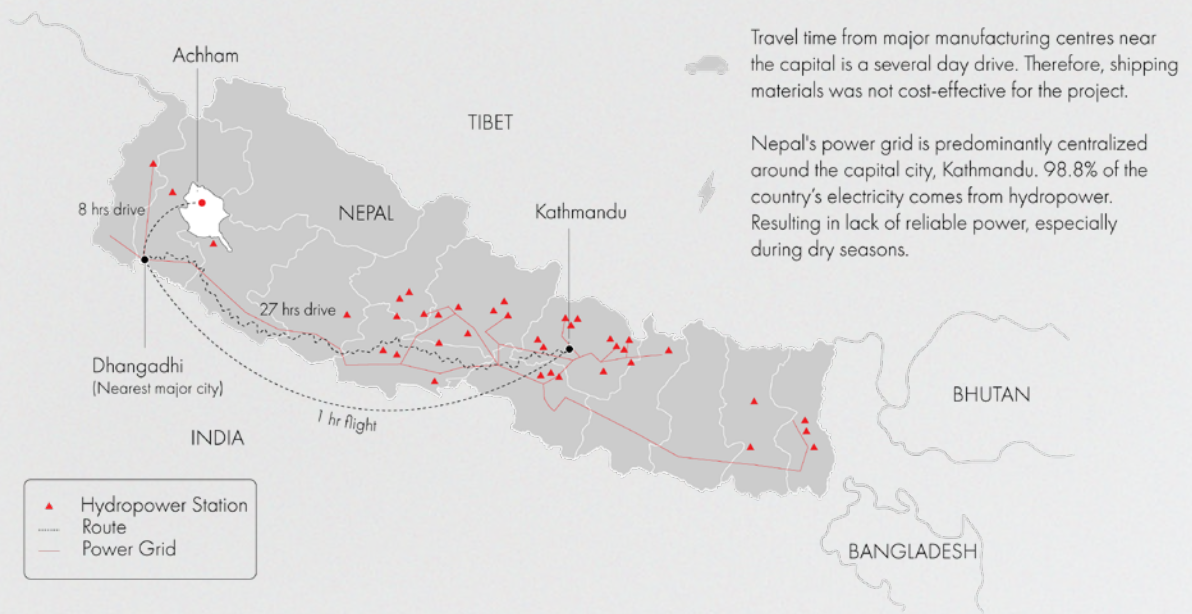 Achham
Travel time from major manufacturing centres near
the capital is a several day drive. Therefore, shipping
materials was not cost-effective for the project.
TIBET
Nepal's power grid is predominantly centralized
around the capital city, Kathmandu. 98.8% of the
country's electricity comes from hydropower.
Resulting in lack of reliable power, especially
during dry seasons.
8 hrs drive
NEPAL
Kathmandu
27 hrs drive
Dhangadhi
(Nearest major city)
1 hr flight
INDIA
BHUTAN
Hydropower Station
Route
Power Grid
BANGLADESH